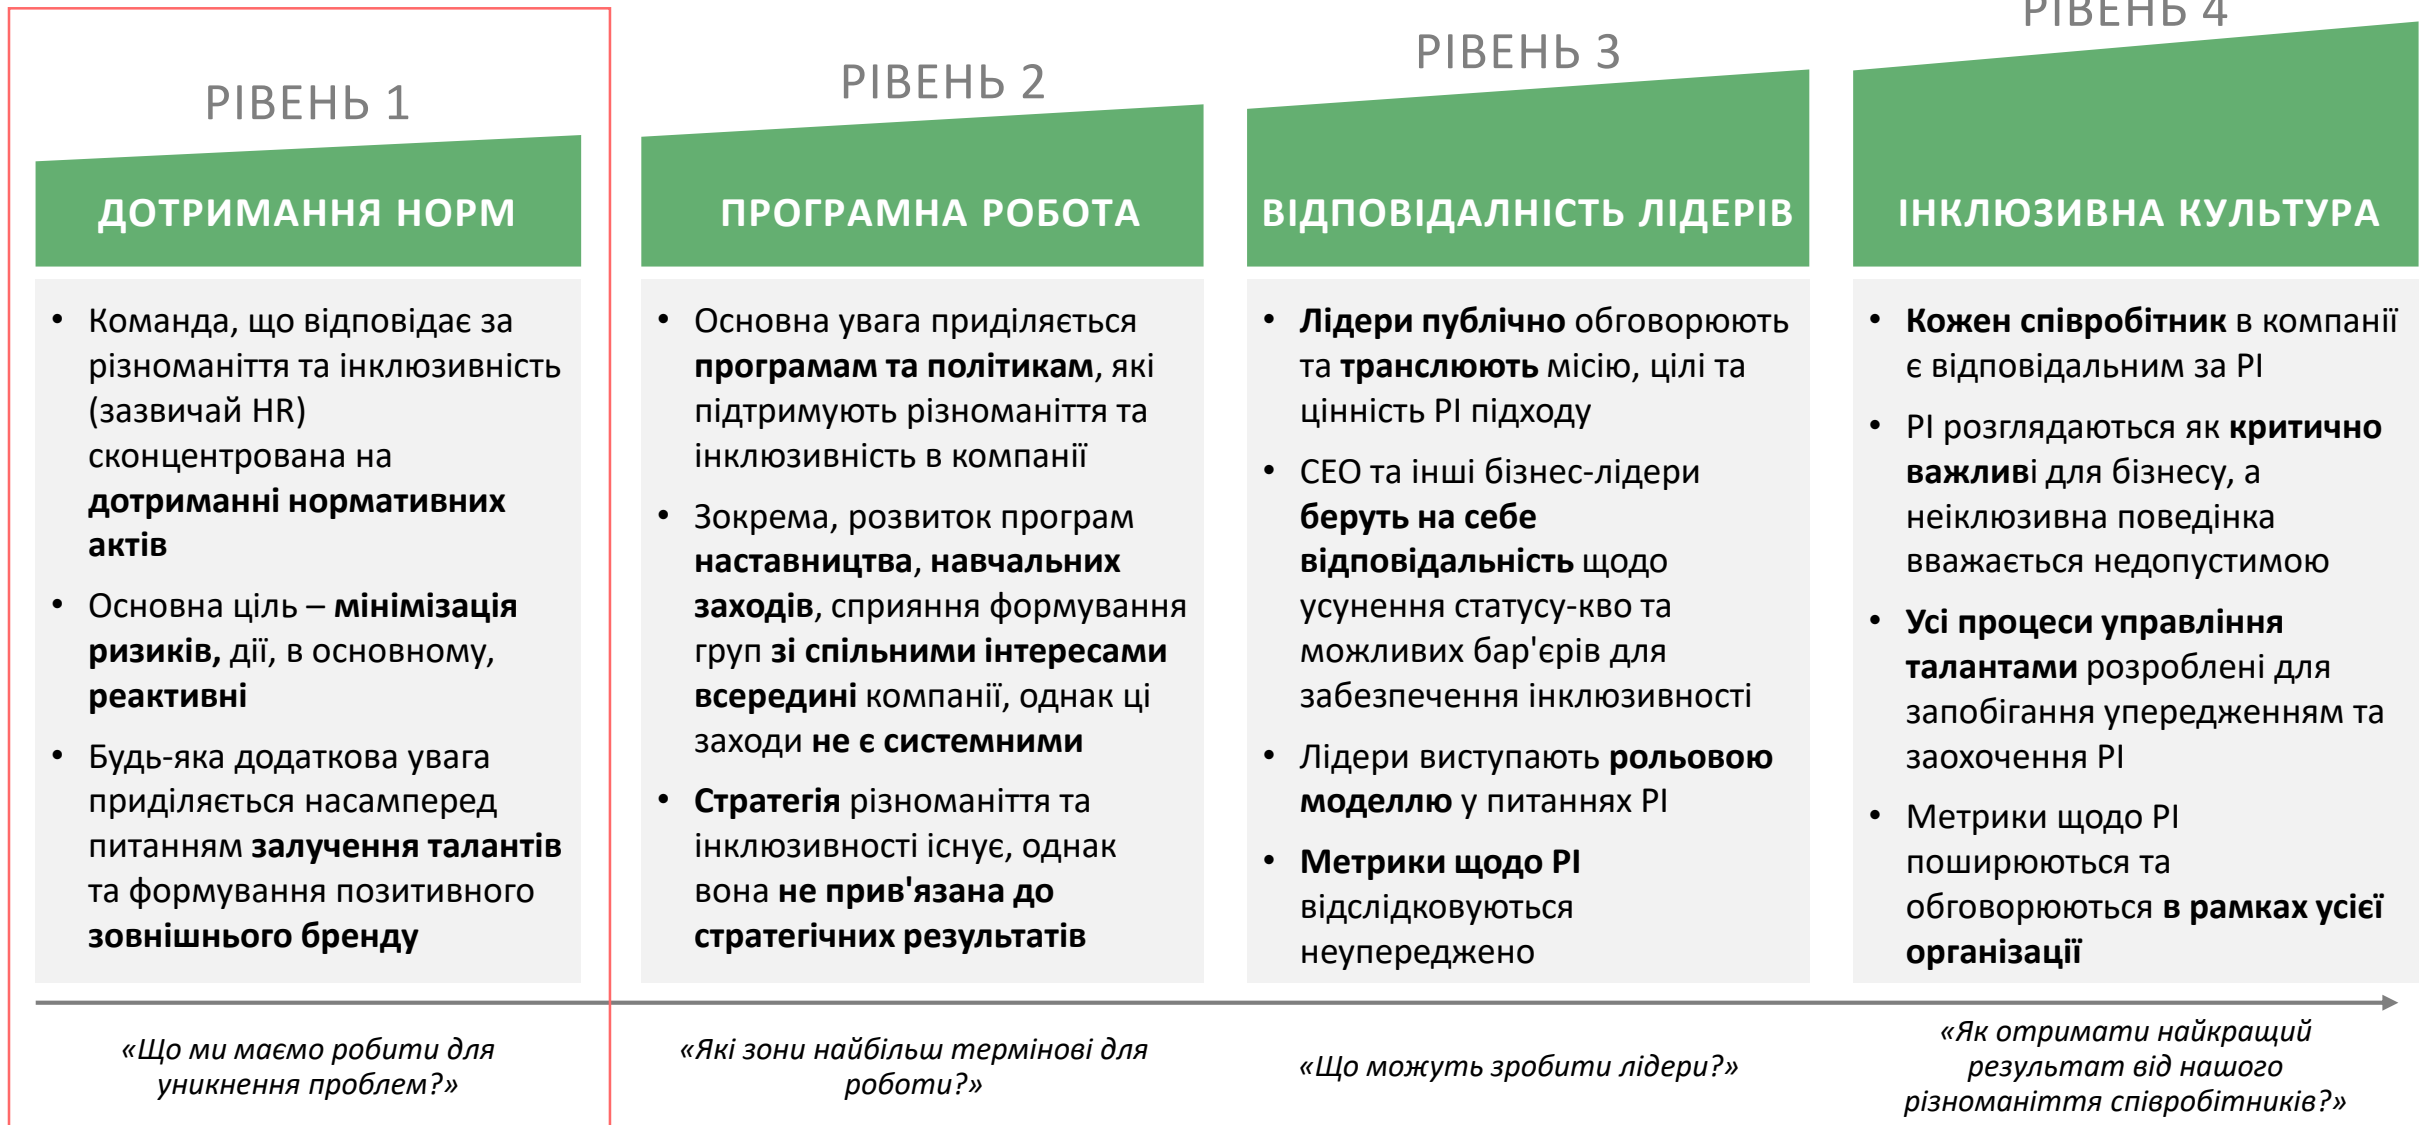 РІВЕНЬ 1
ДОТРИМАННЯ НОРМ
• Команда, що відповідає за
різноманіття та інклюзивність
(зазвичай HR)
сконцентрована на
дотриманні нормативних
актів
• Основна ціль – мінімізація
ризиків, дії, в основному,
реактивні
• Будь-яка додаткова увага
приділяється насамперед
питанням залучення талантів
та формування позитивного
зовнішнього бренду
«Що ми маємо робити для
уникнення проблем?»
РІВЕНЬ 2
ПРОГРАМНА РОБОТА
• Основна увага приділяється
програмам та політикам, які
підтримують різноманіття та
інклюзивність в компанії
• Зокрема, розвиток програм
наставництва, навчальних
заходів, сприяння формування
груп зі спільними інтересами
всередині компанії, однак ці
заходи не є системними
• Стратегія різноманіття та
інклюзивності існує, однак
вона не прив'язана до
стратегічних результатів
«Які зони найбільш термінові для
роботи?»
РІВЕНЬ 3
ВІДПОВІДАЛНІСТЬ ЛІДЕРІВ
• Лідери публічно обговорюють
та транслюють місію, цілі та
цінність РІ підходу
• СЕО та інші бізнес-лідери
беруть на себе
відповідальність щодо
усунення статусу-кво та
можливих бар'єрів для
забезпечення інклюзивності
• Лідери виступають рольовою
моделлю у питаннях РІ
• Метрики щодо РІ
відслідковуються
неупереджено
«Що можуть зробити лідери?»
РІВЕНЬ 4
ІНКЛЮЗИВНА КУЛЬТУРА
• Кожен співробітник в компанії
є відповідальним за РІ
• РІ розглядаються як критично
важливі для бізнесу, а
неіклюзивна поведінка
вважається недопустимою
• Усі процеси управління
талантами розроблені для
запобігання упередженням та
заохочення РІ
• Метрики щодо РІ
поширюються та
обговорюються в рамках усієї
організації
«Як отримати найкращий
результат від нашого
різноманіття співробітників?»